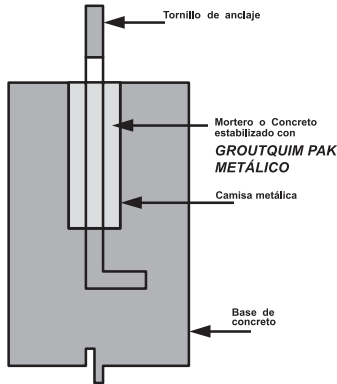 Tornillo de anclaje
Mortero o Concreto
estabilizado con
GROUTQUIM PAK
METÁLICO
Camisa metálica
Base de
concreto